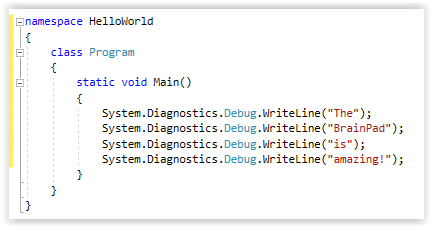 namespace HelloWorld
{
    class Program
    {
        static void Main()
        {
            System.Diagnostics.Debug.WriteLine("The");
            System.Diagnostics.Debug.WriteLine("BrainPad");
            System.Diagnostics.Debug.WriteLine("is");
            System.Diagnostics.Debug.WriteLine("amazing!");
        }
    }
}